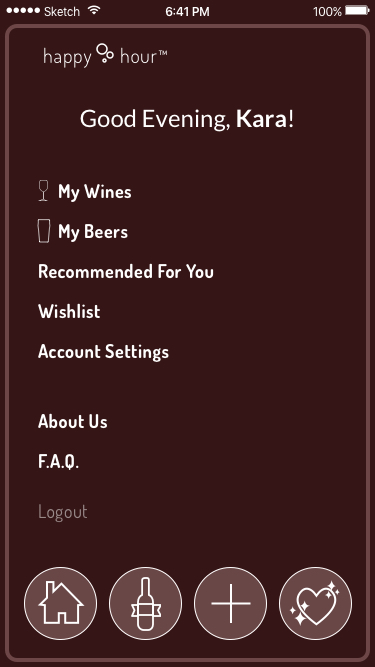 Sketch 6:41 PM 100%
happy hour™
Good Evening, Kara!
My Wines
My Beers
Recommended For You
Wishlist
Account Settings
About Us
F.A.Q.
Logout